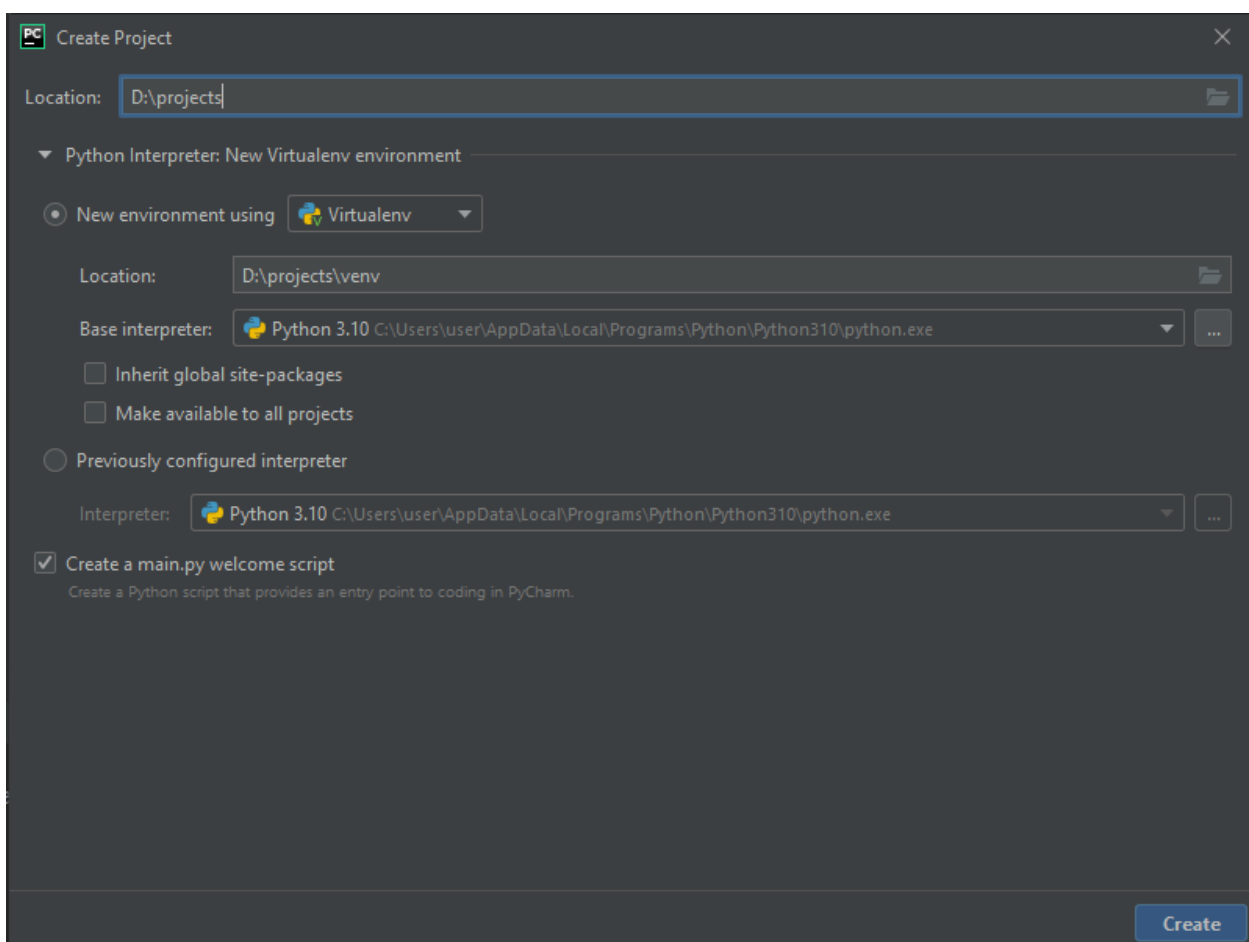 PC Create Project
Location: D:\projects
Python Interpreter: New Virtualenv environment
New environment using Virtualenv
Location: D:\projects\venv
Base interpreter: Python 3.10 C:\Users\user\AppData\Local\Programs\Python\Python310\python.exe ...
Inherit global site-packages
Make available to all projects
Previously configured interpreter
Interpreter: Python 3.10 C:\Users\user\AppData\Local\Programs\Python\Python310\python.exe ...
Create a main.py welcome script
Create a Python script that provides an entry point to coding in PyCharm.
Create